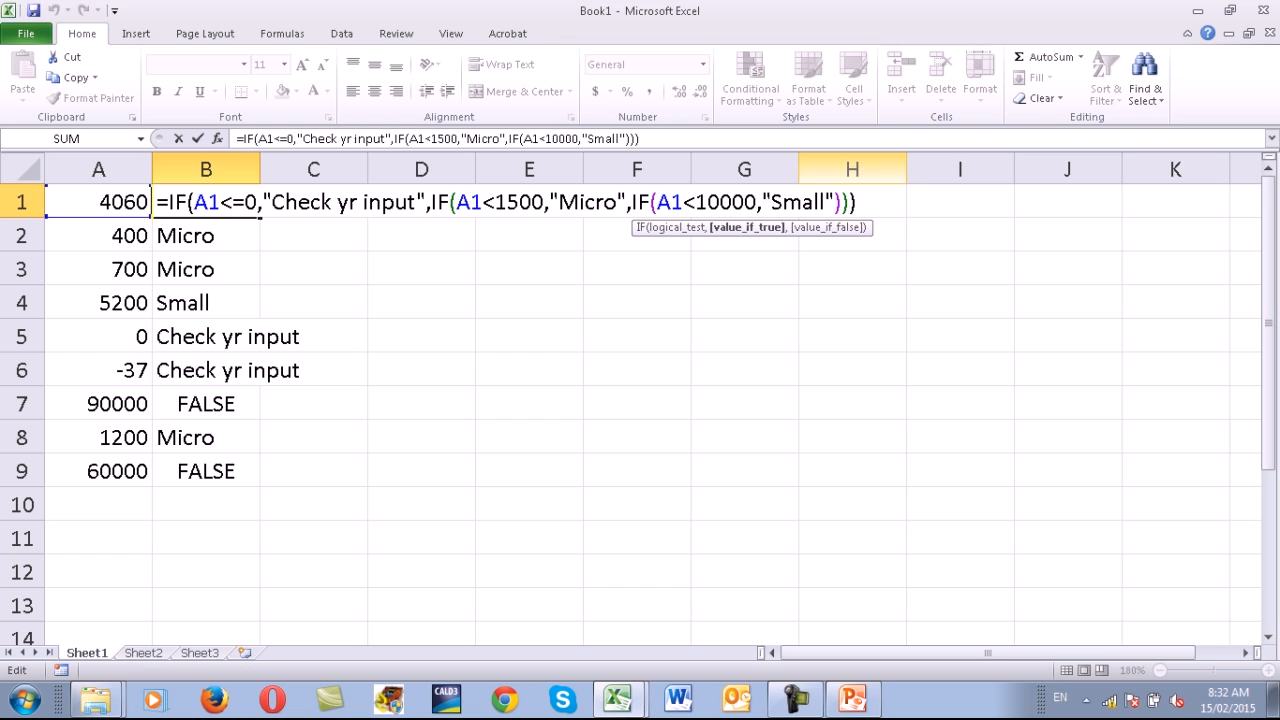 Book1 - Microsoft Excel
File Home Insert Page Layout Formulas Data Review View Acrobat
Paste Cut Copy Format Painter Clipboard
11 A A B I U A Font
Wrap Text Merge & Center Alignment
General $ % , Number
Conditional Formatting Format as Table Cell Styles Styles
Insert Delete Format Cells
Σ AutoSum Fill Clear Sort & Filter Find & Select Editing
SUM fx =IF(A1<=0,"Check yr input",IF(A1<1500,"Micro",IF(A1<10000,"Small")))
A B C D E F G H I J K
1 4060 =IF(A1<=0,"Check yr input",IF(A1<1500,"Micro",IF(A1<10000,"Small")))
IF(logical_test, [value_if_true], [value_if_false])
2 400 Micro
3 700 Micro
4 5200 Small
5 0 Check yr input
6 -37 Check yr input
7 90000 FALSE
8 1200 Micro
9 60000 FALSE
10
11
12
13
14
Sheet1 Sheet2 Sheet3
Edit 180%
CALD3 EN 8:32 AM
15/02/2015